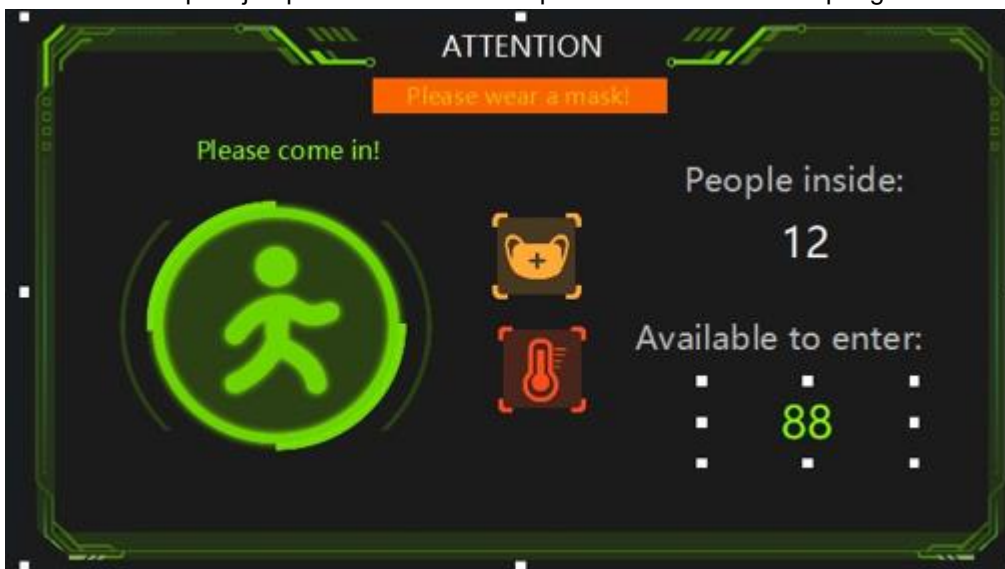 ATTENTION
Please wear a mask!
Please come in!
People inside:
12
Available to enter:
88